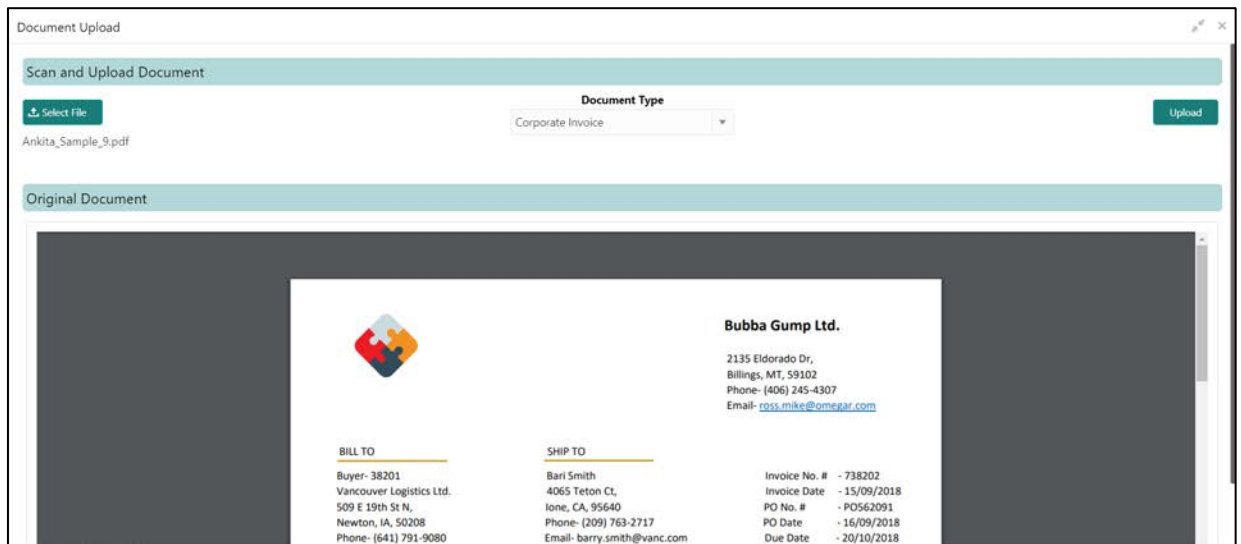 Document Upload
Scan and Upload Document
Select File
Document Type
Corporate Invoice
Upload
Ankita_Sample_9.pdf
Original Document
Bubba Gump Ltd.
2135 Eldorado Dr,
Billings, MT, 59102
Phone- (406) 245-4307
Email- ross.mike@omegar.com
BILL TO
Buyer- 38201
Vancouver Logistics Ltd.
509 E 19th St N,
Newton, IA, 50208
Phone- (641) 791-9080
SHIP TO
Bari Smith
4065 Teton Ct,
Ione, CA, 95640
Phone- (209) 763-2717
Email- barry.smith@vanc.com
Invoice No. # - 738202
Invoice Date - 15/09/2018
PO No. # - PO562091
PO Date - 16/09/2018
Due Date - 20/10/2018